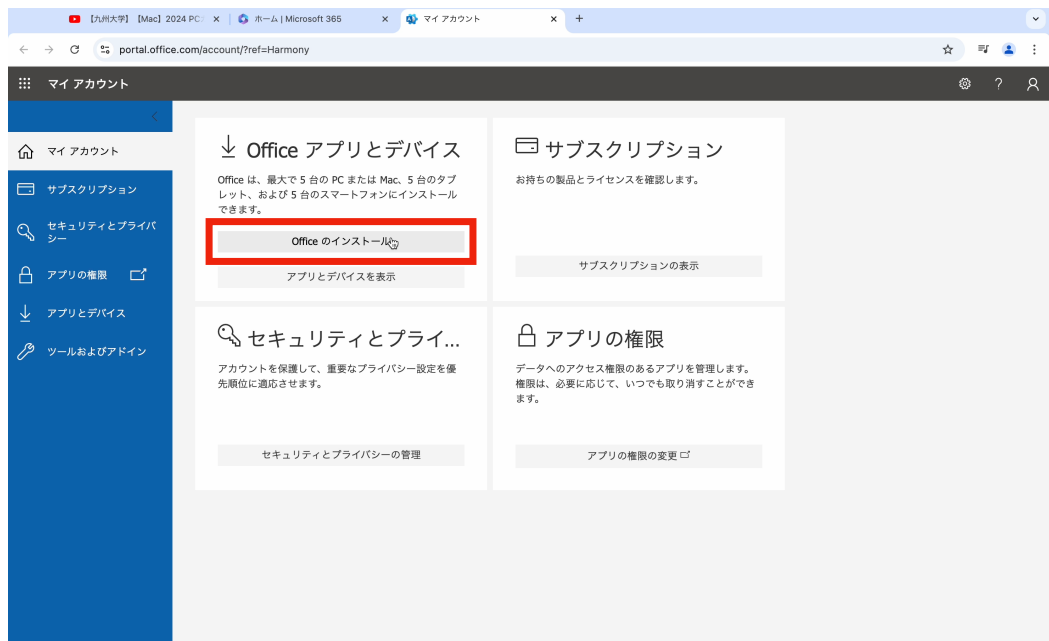 【九州大学】【Mac】2024 PC
ホーム | Microsoft 365
マイ アカウント
portal.office.com/account/?ref=Harmony
マイ アカウント
マイ アカウント
サブスクリプション
セキュリティとプライバ
シー
アプリの権限
アプリとデバイス
ツールおよびアドイン
Office アプリとデバイス
Office は、最大で 5 台の PC または Mac、5 台のタブ
レット、および 5 台のスマートフォンにインストール
できます。
Office のインストール
アプリとデバイスを表示
サブスクリプション
お持ちの製品とライセンスを確認します。
サブスクリプションの表示
セキュリティとプライ...
アカウントを保護して、重要なプライバシー設定を優
先順位に適応させます。
セキュリティとプライバシーの管理
アプリの権限
データへのアクセス権限のあるアプリを管理します。
権限は、必要に応じて、いつでも取り消すことができ
ます。
アプリの権限の変更